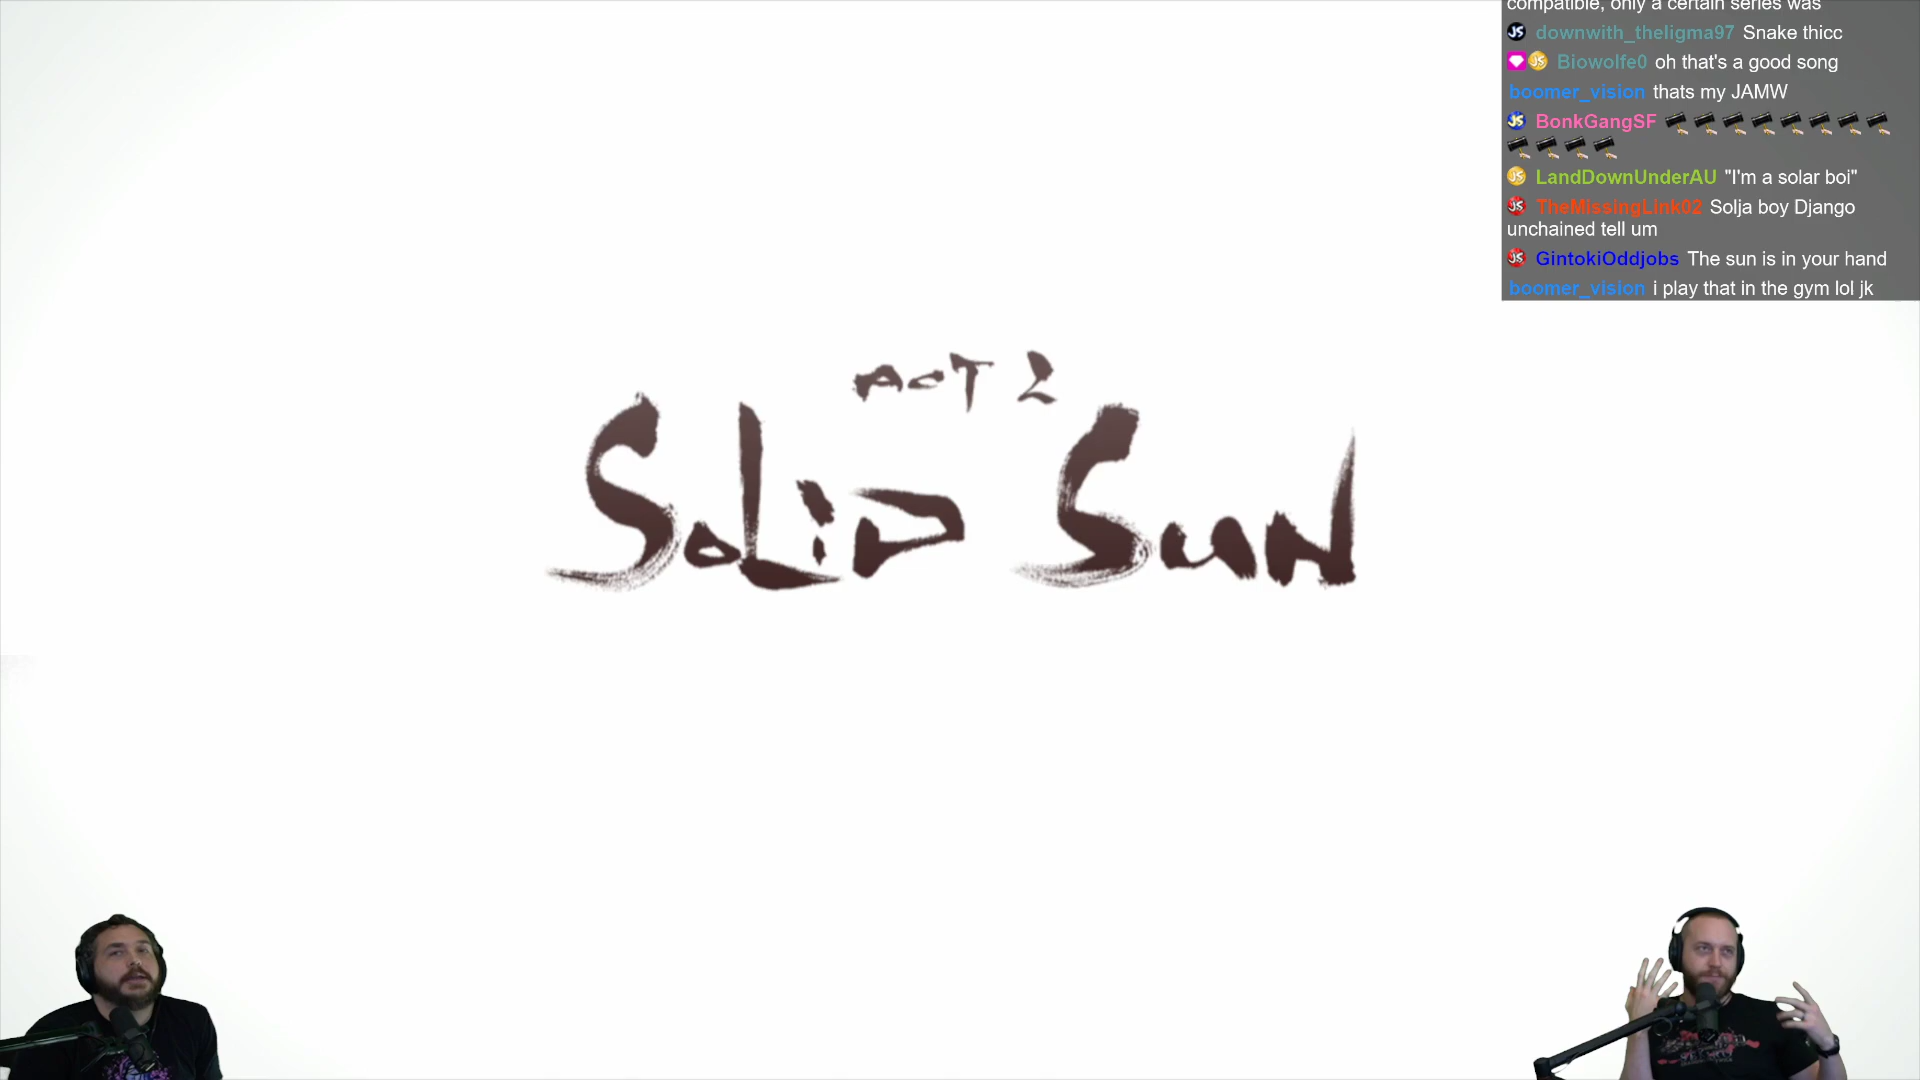 compatible, only a certain series was
downwith_theligma97 Snake thicc
Biowolfe0 oh that's a good song
boomer_vision thats my JAMW
BonkGangSF
LandDownUnderAU "I'm a solar boi"
TheMissingLink02 Solja boy Django
unchained tell um
GintokiOddjobs The sun is in your hand
boomer_vision i play that in the gym lol jk
ACT 2
SOLiD SUN